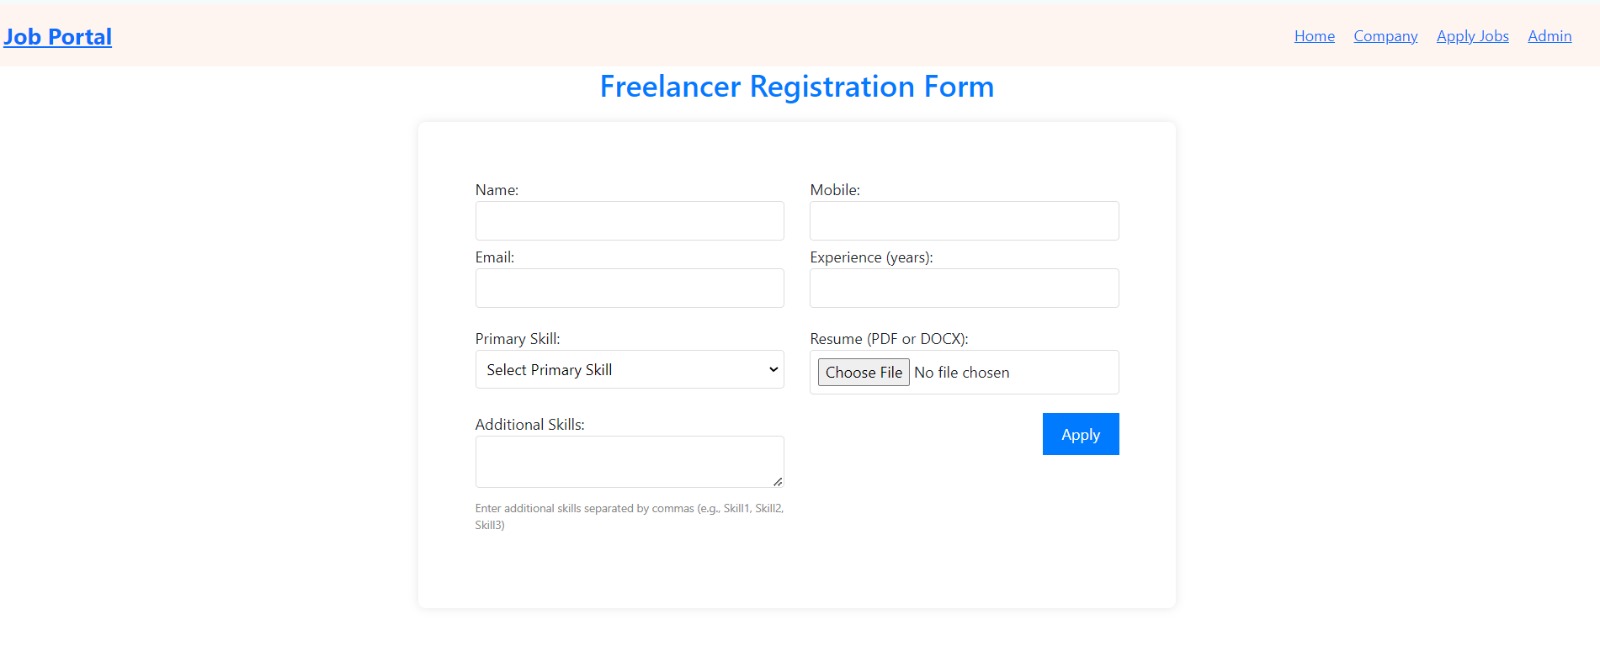 Job Portal
Home Company Apply Jobs Admin
Freelancer Registration Form
Name:
Mobile:
Email:
Experience (years):
Primary Skill:
Select Primary Skill
Resume (PDF or DOCX):
Choose File No file chosen
Additional Skills:
Enter additional skills separated by commas (e.g., Skill1, Skill2,
Skill3)
Apply